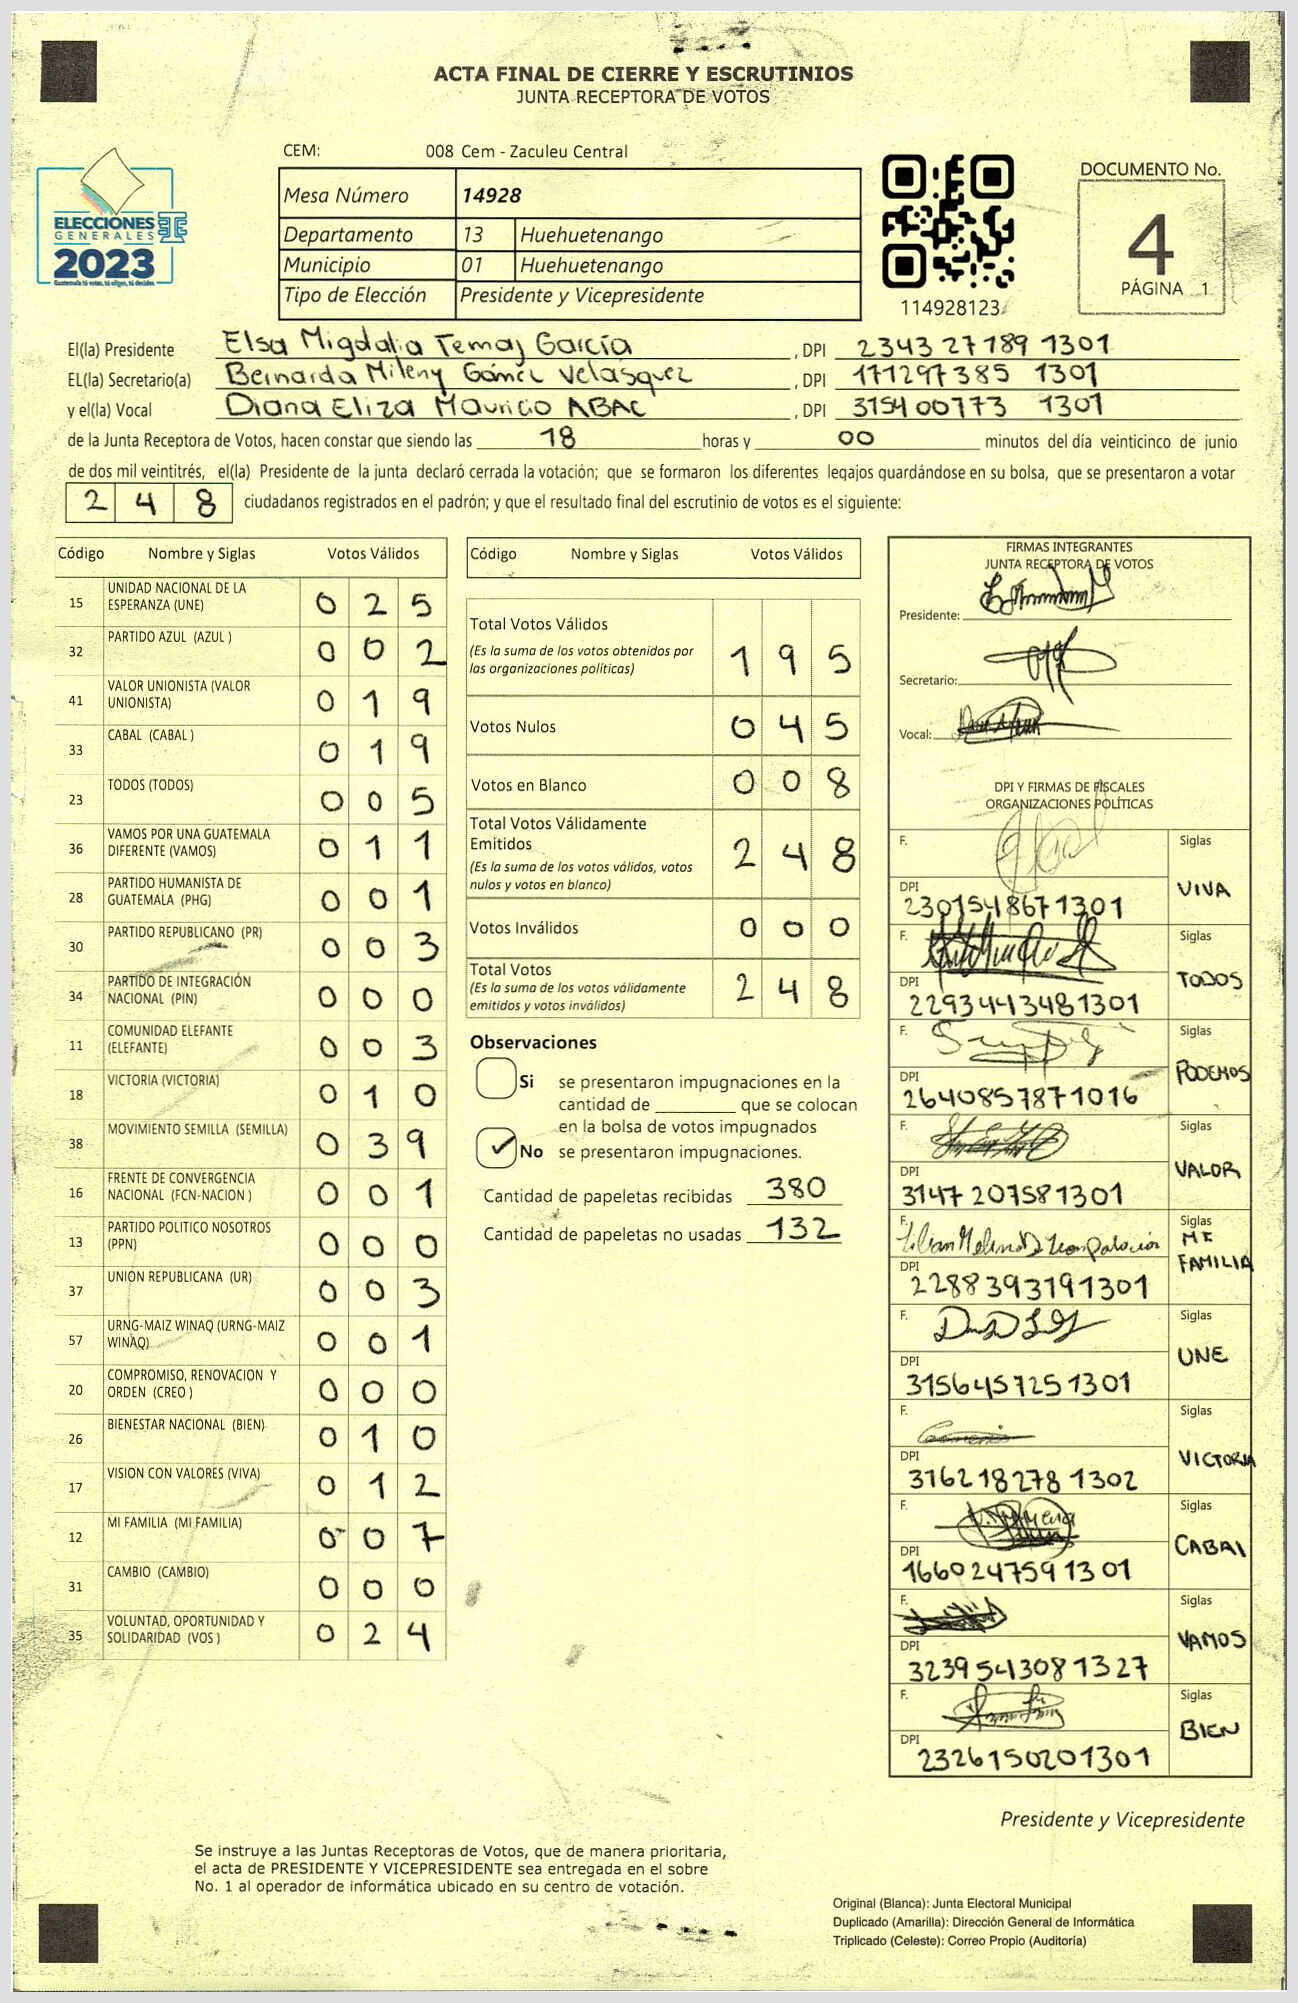 ACTA FINAL DE CIERRE Y ESCRUTINIOS
JUNTA RECEPTORA DE VOTOS
CEM: 008 Cem - Zaculeu Central
ELECCIONES
GENERALES
2023
Guatemala tú votas, tú eliges, tú decides
Mesa Número 14928
Departamento 13 Huehuetenango
Municipio 01 Huehuetenango
Tipo de Elección Presidente y Vicepresidente
114928123
DOCUMENTO No.
4
PÁGINA 1
El(la) Presidente Elsa Migdalia Temaj García , DPI 2343 27189 1301
EL(la) Secretario(a) Bernarda Mileny Gómez Velasquez , DPI 171297385 1301
y el(la) Vocal Diana Eliza Mauricio ABAC , DPI 315400773 1301
de la Junta Receptora de Votos, hacen constar que siendo las 18 horas y 00 minutos del día veinticinco de junio
de dos mil veintitrés, el(la) Presidente de la junta declaró cerrada la votación; que se formaron los diferentes legajos guardándose en su bolsa, que se presentaron a votar
2 4 8 ciudadanos registrados en el padrón; y que el resultado final del escrutinio de votos es el siguiente:
Código Nombre y Siglas Votos Válidos
15 UNIDAD NACIONAL DE LA ESPERANZA (UNE) 0 2 5
32 PARTIDO AZUL (AZUL ) 0 0 2
41 VALOR UNIONISTA (VALOR UNIONISTA) 0 1 9
33 CABAL (CABAL ) 0 1 9
23 TODOS (TODOS) 0 0 5
36 VAMOS POR UNA GUATEMALA DIFERENTE (VAMOS) 0 1 1
28 PARTIDO HUMANISTA DE GUATEMALA (PHG) 0 0 1
30 PARTIDO REPUBLICANO (PR) 0 0 3
34 PARTIDO DE INTEGRACIÓN NACIONAL (PIN) 0 0 0
11 COMUNIDAD ELEFANTE (ELEFANTE) 0 0 3
18 VICTORIA (VICTORIA) 0 1 0
38 MOVIMIENTO SEMILLA (SEMILLA) 0 3 9
16 FRENTE DE CONVERGENCIA NACIONAL (FCN-NACION ) 0 0 1
13 PARTIDO POLITICO NOSOTROS (PPN) 0 0 0
37 UNION REPUBLICANA (UR) 0 0 3
57 URNG-MAIZ WINAQ (URNG-MAIZ WINAQ) 0 0 1
20 COMPROMISO, RENOVACION Y ORDEN (CREO ) 0 0 0
26 BIENESTAR NACIONAL (BIEN) 0 1 0
17 VISION CON VALORES (VIVA) 0 1 2
12 MI FAMILIA (MI FAMILIA) 0 0 7
31 CAMBIO (CAMBIO) 0 0 0
35 VOLUNTAD, OPORTUNIDAD Y SOLIDARIDAD (VOS ) 0 2 4
Código Nombre y Siglas Votos Válidos
Total Votos Válidos 1 9 5
(Es la suma de los votos obtenidos por
las organizaciones políticas)
Votos Nulos 0 4 5
Votos en Blanco 0 0 8
Total Votos Válidamente
Emitidos 2 4 8
(Es la suma de los votos válidos, votos
nulos y votos en blanco)
Votos Inválidos 0 0 0
Total Votos 2 4 8
(Es la suma de los votos válidamente
emitidos y votos inválidos)
Observaciones
Si se presentaron impugnaciones en la
cantidad de ________ que se colocan
en la bolsa de votos impugnados
No se presentaron impugnaciones.
Cantidad de papeletas recibidas 380
Cantidad de papeletas no usadas 132
FIRMAS INTEGRANTES
JUNTA RECEPTORA DE VOTOS
Presidente:
Secretario:
Vocal:
DPI Y FIRMAS DE FISCALES
ORGANIZACIONES POLÍTICAS
F. Siglas
VIVA
DPI 2301548671301
F. Siglas
TODOS
DPI 2293443481301
F. Siglas
PODEMOS
DPI 2640857871016
F. Siglas
VALOR
DPI 3147 207581301
F. Siglas
MI
FAMILIA
DPI 2288393191301
F. Siglas
UNE
DPI 3156457251301
F. Siglas
VICTORIA
DPI 316218278 1302
F. Siglas
CABAL
DPI 1660247591301
F. Siglas
VAMOS
DPI 3239543081327
F. Siglas
BIEN
DPI 2326150201301
Presidente y Vicepresidente
Se instruye a las Juntas Receptoras de Votos, que de manera prioritaria,
el acta de PRESIDENTE Y VICEPRESIDENTE sea entregada en el sobre
No. 1 al operador de informática ubicado en su centro de votación.
Original (Blanca): Junta Electoral Municipal
Duplicado (Amarilla): Dirección General de Informática
Triplicado (Celeste): Correo Propio (Auditoría)